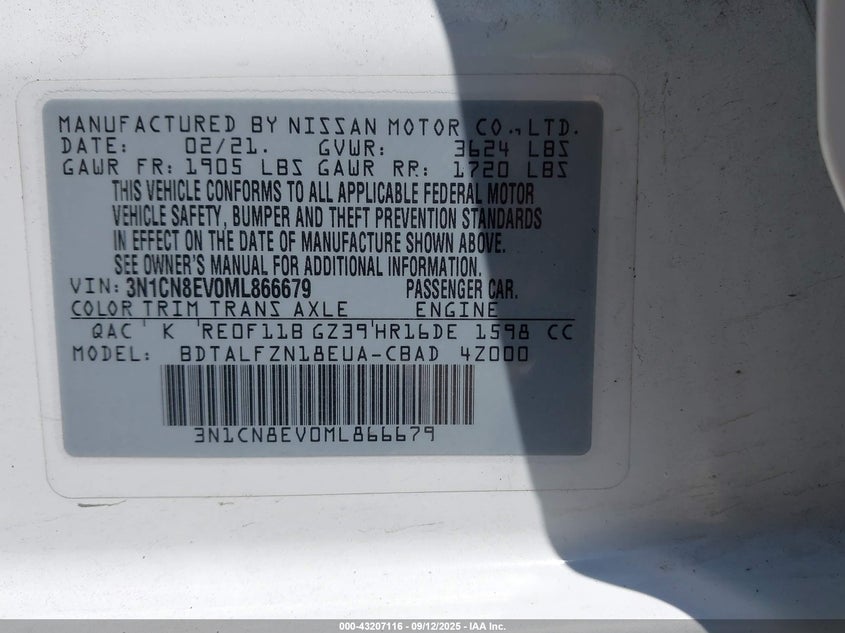 MANUFACTURED BY NISSAN MOTOR CO., LTD.
DATE: 02/21. GVWR: 3624 LBS
GAWR FR: 1905 LBS GAWR RR: 1720 LBS
THIS VEHICLE CONFORMS TO ALL APPLICABLE FEDERAL MOTOR
VEHICLE SAFETY, BUMPER AND THEFT PREVENTION STANDARDS
IN EFFECT ON THE DATE OF MANUFACTURE SHOWN ABOVE.
SEE OWNER'S MANUAL FOR ADDITIONAL INFORMATION.
VIN: 3N1CN8EV0ML866679 PASSENGER CAR.
COLOR TRIM TRANS AXLE ENGINE
QAC K RE0F11B GZ39 HR16DE 1598 CC
MODEL: BDTALFZN18EUA-CBAD 4Z000
3N1CN8EV0ML866679
000-43207116 - 09/12/2025 - IAA Inc.